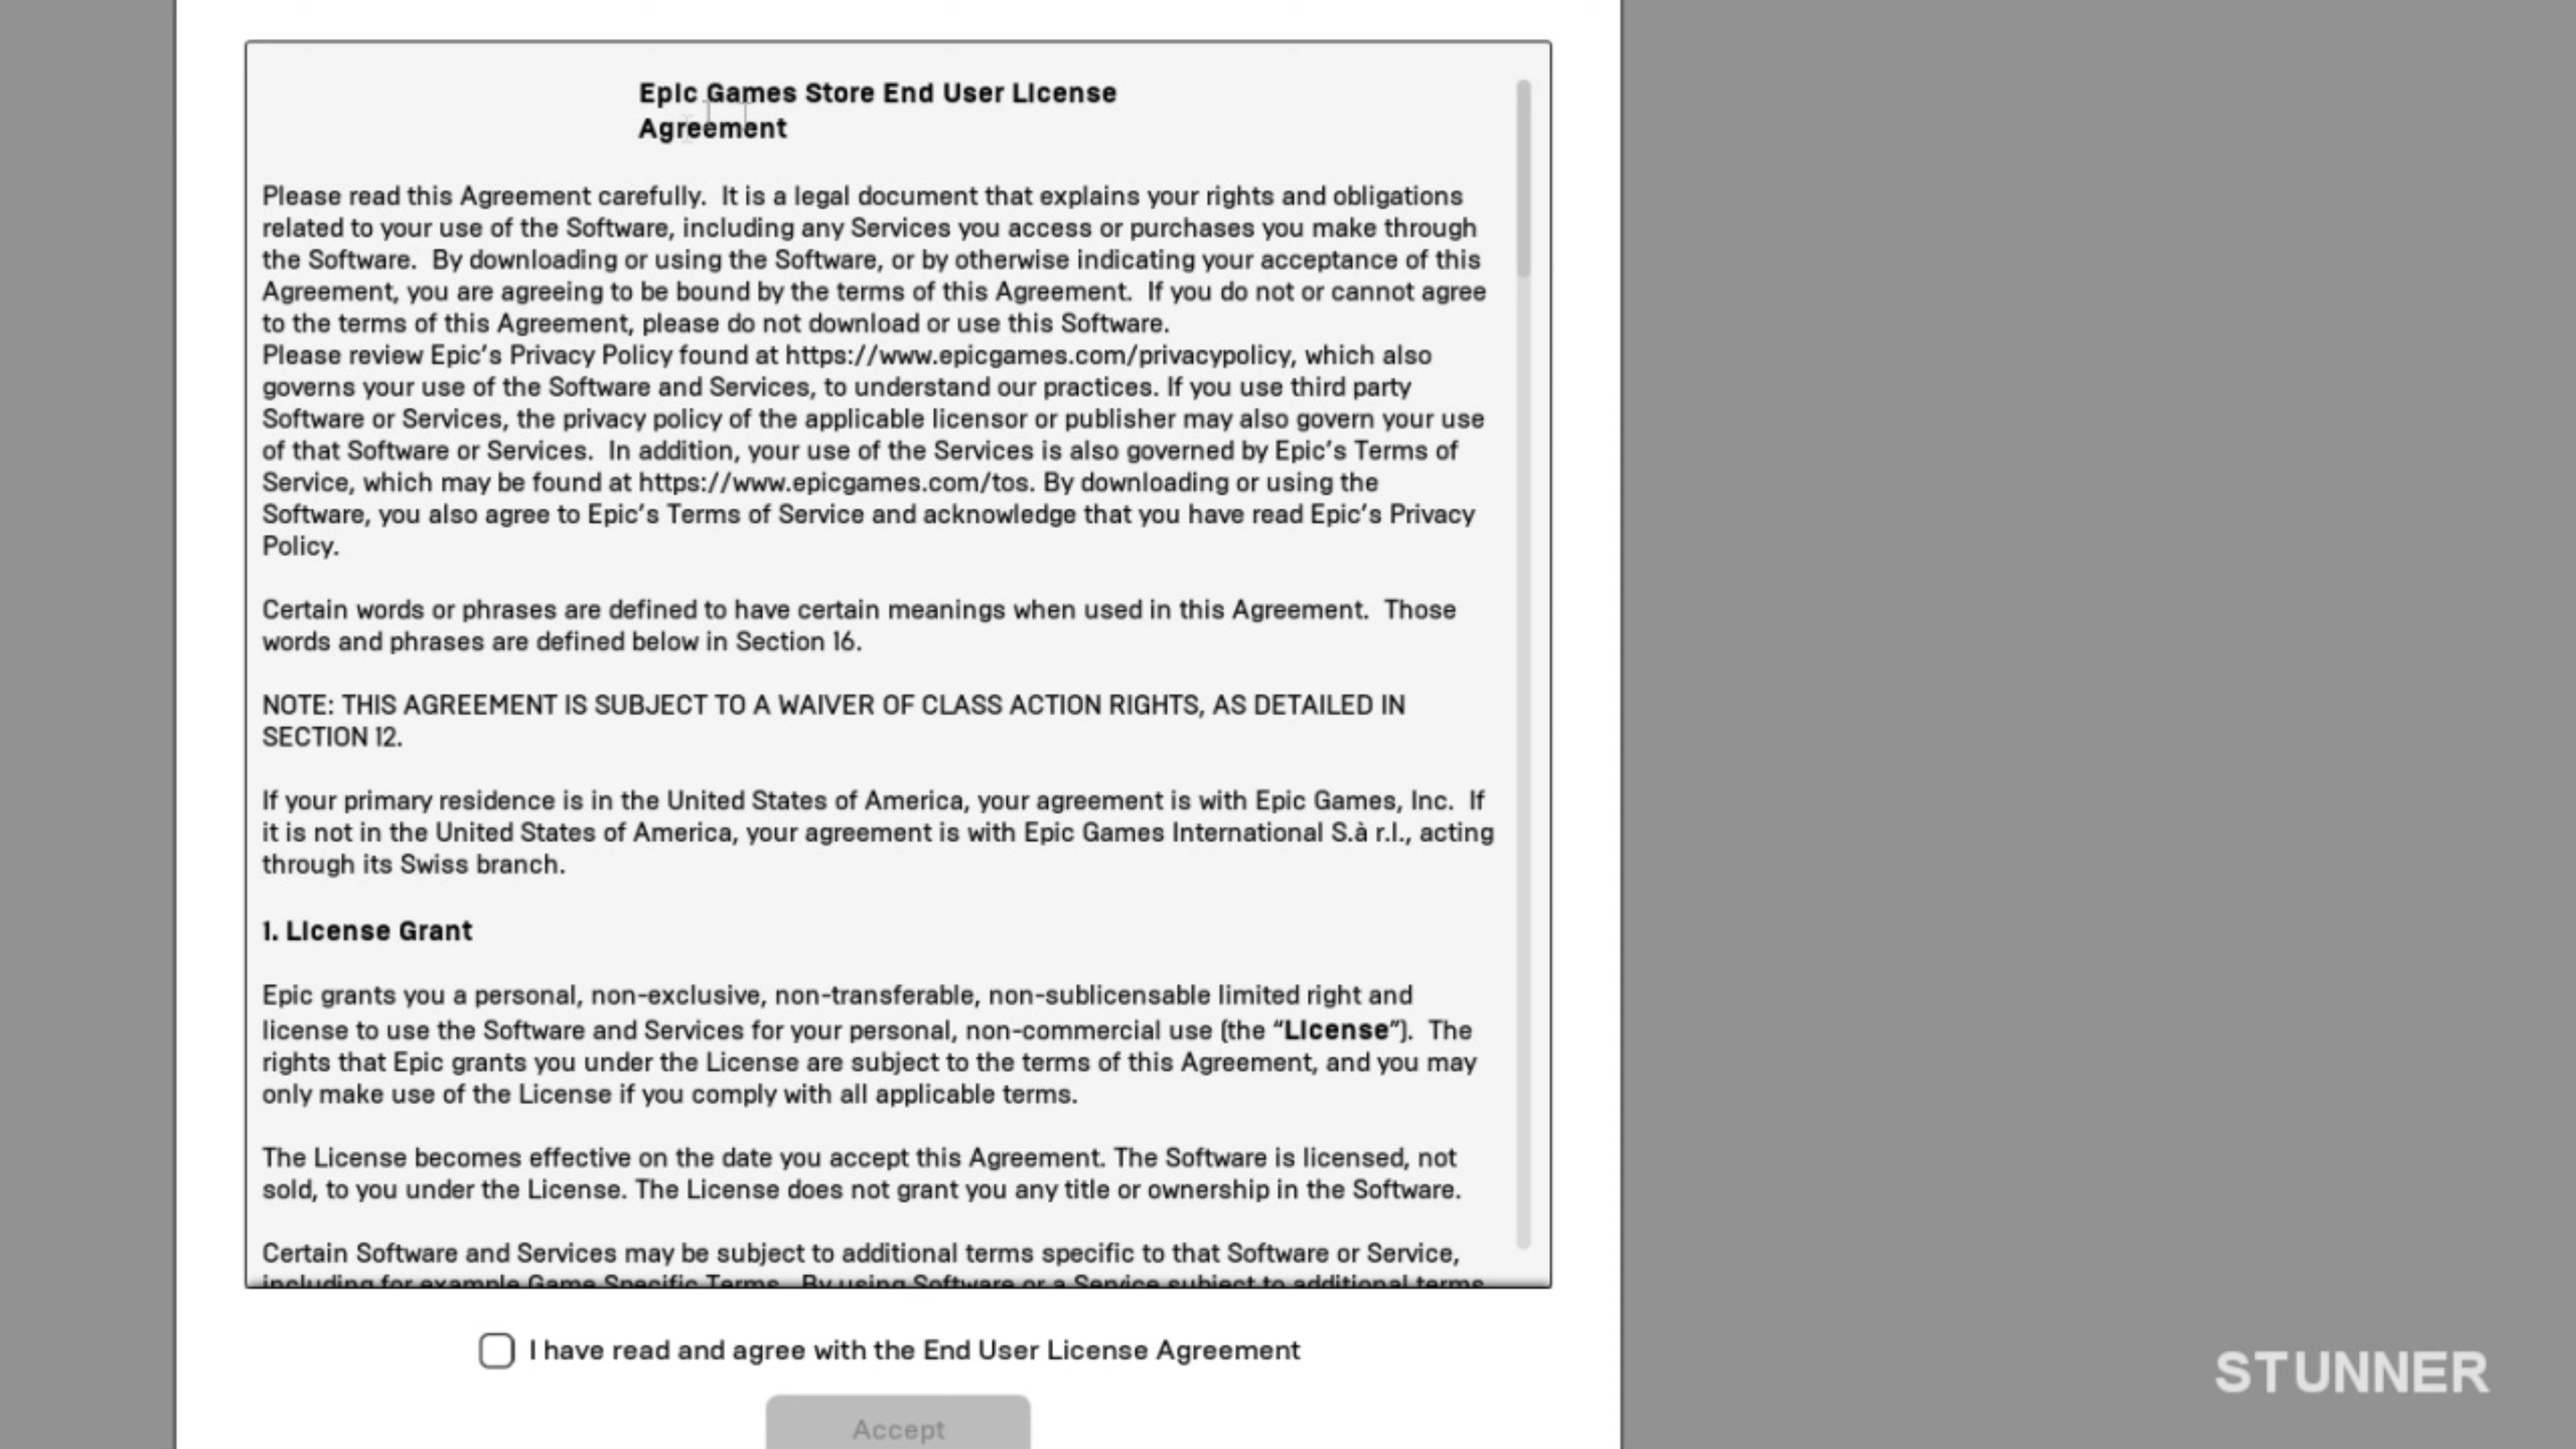 Epic Games Store End User License
Agreement
Please read this Agreement carefully.  It is a legal document that explains your rights and obligations
related to your use of the Software, including any Services you access or purchases you make through
the Software.  By downloading or using the Software, or by otherwise indicating your acceptance of this
Agreement, you are agreeing to be bound by the terms of this Agreement.  If you do not or cannot agree
to the terms of this Agreement, please do not download or use this Software.
Please review Epic’s Privacy Policy found at https://www.epicgames.com/privacypolicy, which also
governs your use of the Software and Services, to understand our practices. If you use third party
Software or Services, the privacy policy of the applicable licensor or publisher may also govern your use
of that Software or Services.  In addition, your use of the Services is also governed by Epic’s Terms of
Service, which may be found at https://www.epicgames.com/tos. By downloading or using the
Software, you also agree to Epic’s Terms of Service and acknowledge that you have read Epic’s Privacy
Policy.
Certain words or phrases are defined to have certain meanings when used in this Agreement.  Those
words and phrases are defined below in Section 16.
NOTE: THIS AGREEMENT IS SUBJECT TO A WAIVER OF CLASS ACTION RIGHTS, AS DETAILED IN
SECTION 12.
If your primary residence is in the United States of America, your agreement is with Epic Games, Inc.  If
it is not in the United States of America, your agreement is with Epic Games International S.à r.l., acting
through its Swiss branch.
1. License Grant
Epic grants you a personal, non-exclusive, non-transferable, non-sublicensable limited right and
license to use the Software and Services for your personal, non-commercial use (the “License”).  The
rights that Epic grants you under the License are subject to the terms of this Agreement, and you may
only make use of the License if you comply with all applicable terms.
The License becomes effective on the date you accept this Agreement. The Software is licensed, not
sold, to you under the License. The License does not grant you any title or ownership in the Software.
Certain Software and Services may be subject to additional terms specific to that Software or Service,
including for example Game Specific Terms.  By using Software or a Service subject to additional terms
I have read and agree with the End User License Agreement
Accept
STUNNER